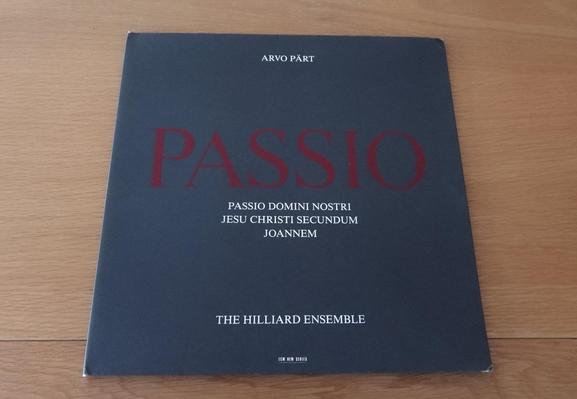 ARVO PÄRT
PASSIO
PASSIO DOMINI NOSTRI
JESU CHRISTI SECUNDUM
JOANNEM
THE HILLIARD ENSEMBLE
ECM NEW SERIES